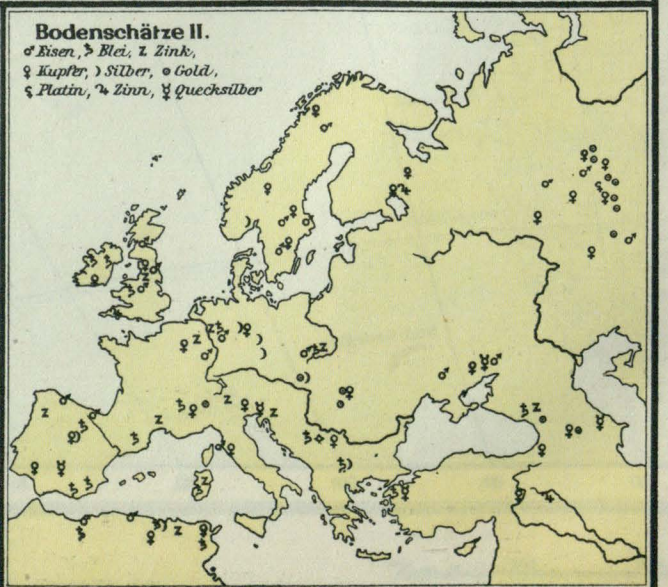 Bodenschätze II.
♂ Eisen, ♄ Blei, Z Zink,
♀ Kupfer, ☽ Silber, ⊙ Gold,
ʢ Platin, ♃ Zinn, ☿ Quecksilber